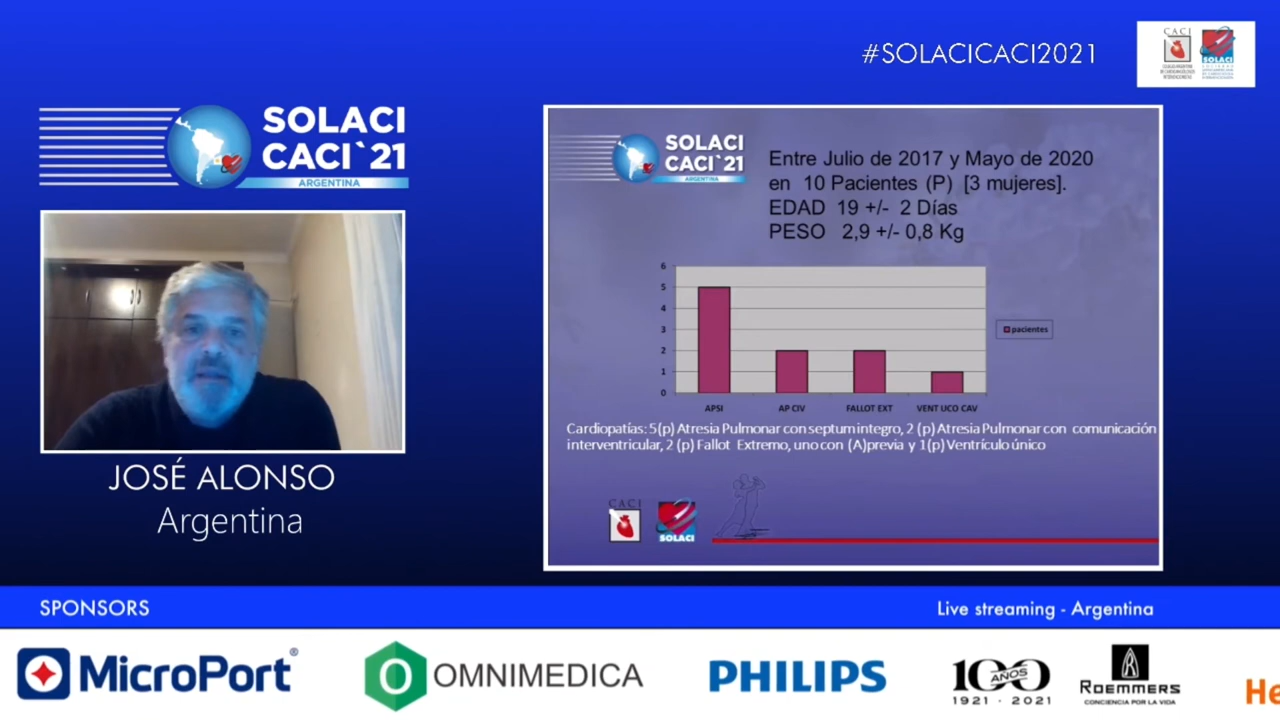 #SOLACICACI2021
CACI
SOLACI
SOLACI
CACI`21
ARGENTINA
JOSÉ ALONSO
Argentina
SOLACI
CACI`21
ARGENTINA
Entre Julio de 2017 y Mayo de 2020
en 10 Pacientes (P) [3 mujeres].
EDAD 19 +/- 2 Días
PESO 2,9 +/- 0,8 Kg
6
5
4
3
2
1
0
pacientes
APSI
AP CIV
FALLOT EXT
VENT UCO CAV
Cardiopatías: 5(p) Atresia Pulmonar con septum integro, 2 (p) Atresia Pulmonar con comunicación
interventricular, 2 (p) Fallot Extremo, uno con (A)previa y 1(p) Ventrículo único
CACI
SOLACI
SPONSORS
Live streaming - Argentina
MicroPort®
OMNIMEDICA
PHILIPS
100
AÑOS
1921 · 2021
ROEMMERS
CONCIENCIA POR LA VIDA
He